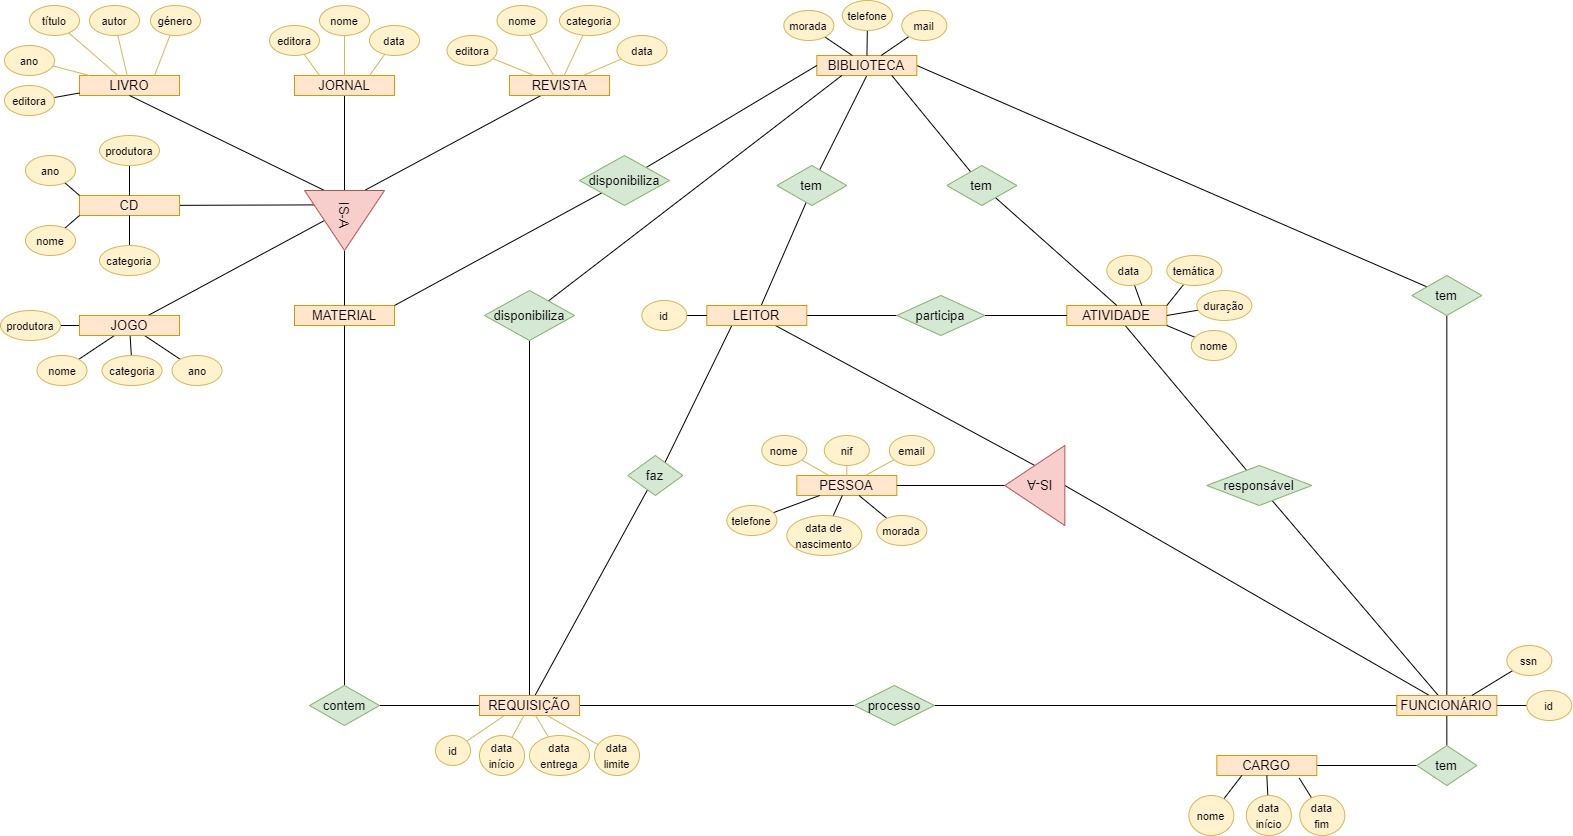 título
autor
género
ano
editora
LIVRO
nome
editora
data
JORNAL
nome
categoria
editora
data
REVISTA
telefone
morada
mail
BIBLIOTECA
produtora
ano
CD
nome
categoria
IS-A
disponibiliza
tem
tem
produtora
JOGO
nome
categoria
ano
MATERIAL
disponibiliza
id
LEITOR
participa
data
temática
duração
nome
ATIVIDADE
tem
faz
nome
nif
email
PESSOA
telefone
data de
nascimento
morada
IS-A
responsável
contem
REQUISIÇÃO
id
data
início
data
entrega
data
limite
processo
ssn
FUNCIONÁRIO
id
CARGO
tem
nome
data
início
data
fim